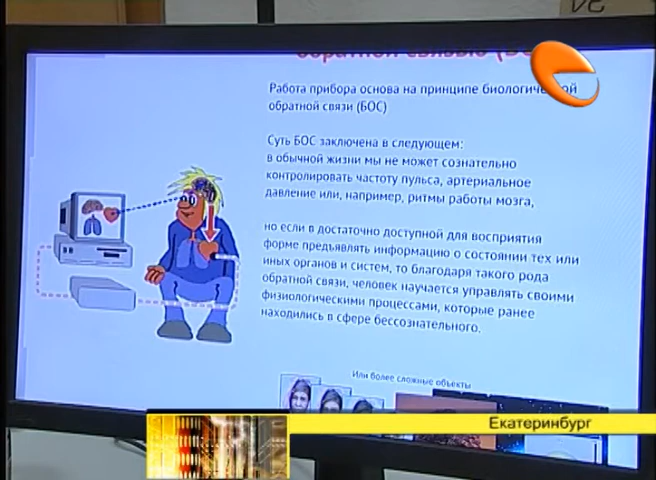 обратной связью
Работа прибора основа на принципе биологической
обратной связи (БОС)
Суть БОС заключена в следующем:
в обычной жизни мы не может сознательно
контролировать частоту пульса, артериальное
давление или, например, ритмы работы мозга,
но если в достаточно доступной для восприятия
форме предъявлять информацию о состоянии тех или
иных органов и систем, то благодаря такого рода
обратной связи, человек научается управлять своими
физиологическими процессами, которые ранее
находились в сфере бессознательного.
Или более сложные объекты
Екатеринбург